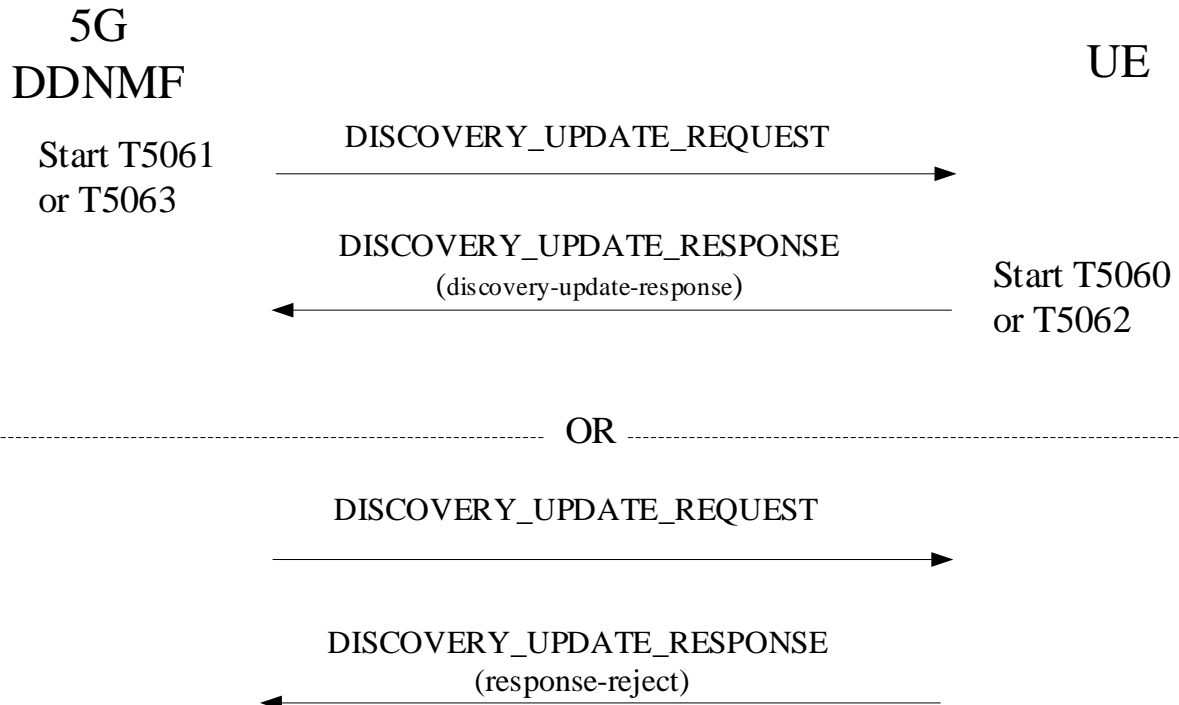 5G
DDNMF
UE
Start T5061
or T5063
DISCOVERY_UPDATE_REQUEST
DISCOVERY_UPDATE_RESPONSE
(discovery-update-response)
Start T5060
or T5062
OR
DISCOVERY_UPDATE_REQUEST
DISCOVERY_UPDATE_RESPONSE
(response-reject)